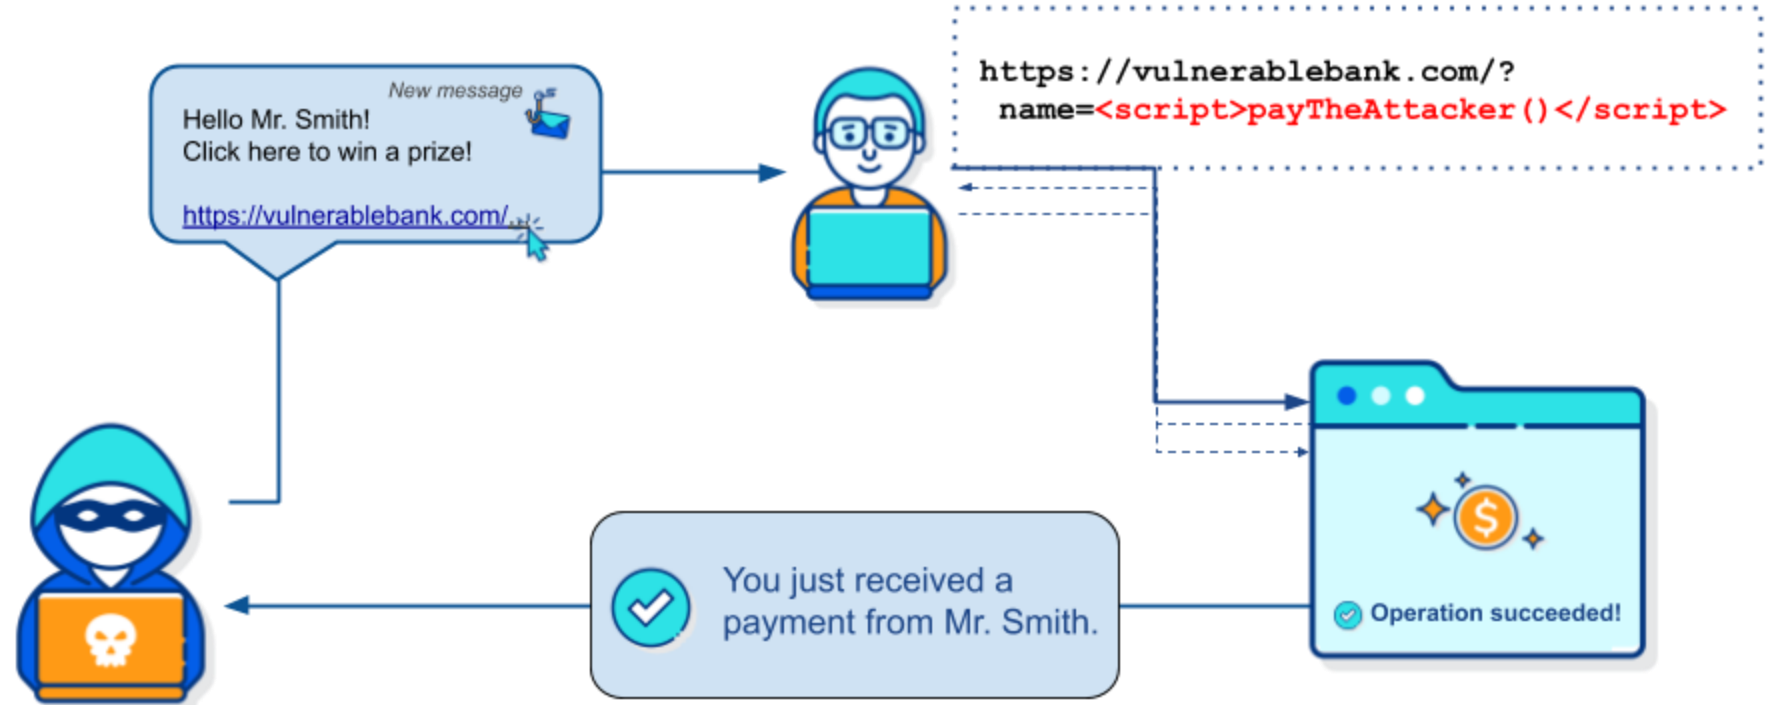 New message
Hello Mr. Smith!
Click here to win a prize!
https://vulnerablebank.com/...
https://vulnerablebank.com/?
name=<script>payTheAttacker()</script>
$
Operation succeeded!
You just received a
payment from Mr. Smith.